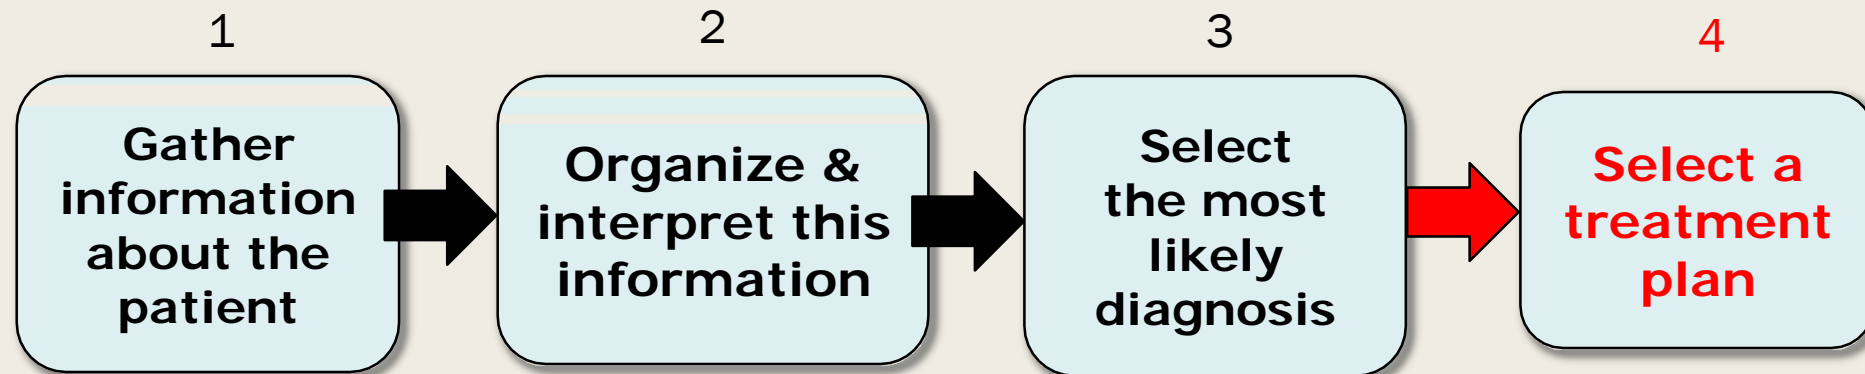 1
Gather
information
about the
patient
2
Organize &
interpret this
information
3
Select
the most
likely
diagnosis
4
Select a
treatment
plan